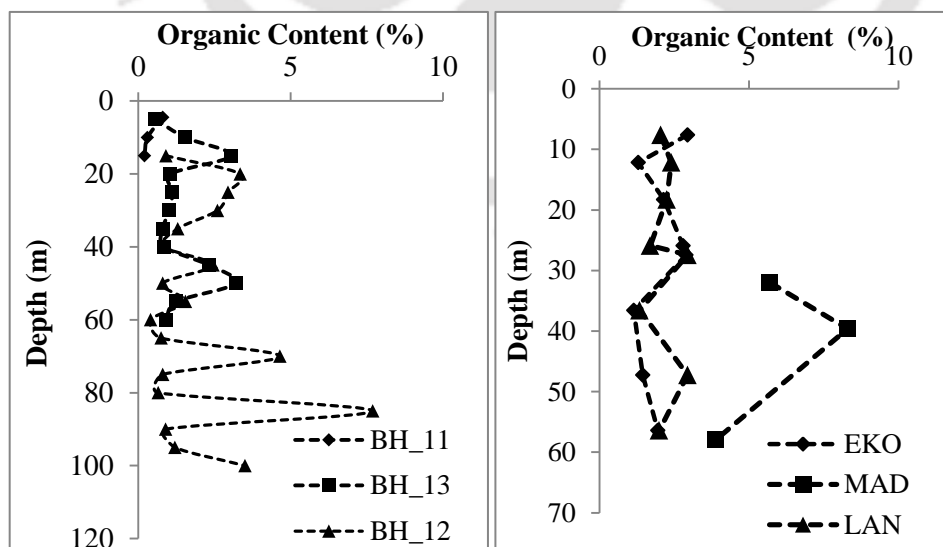 Organic Content (%)
0 5 10
0
20
40
60
80
100
120
Depth (m)
BH_11
BH_13
BH_12
Organic Content (%)
0 5 10
0
10
20
30
40
50
60
70
Depth (m)
EKO
MAD
LAN